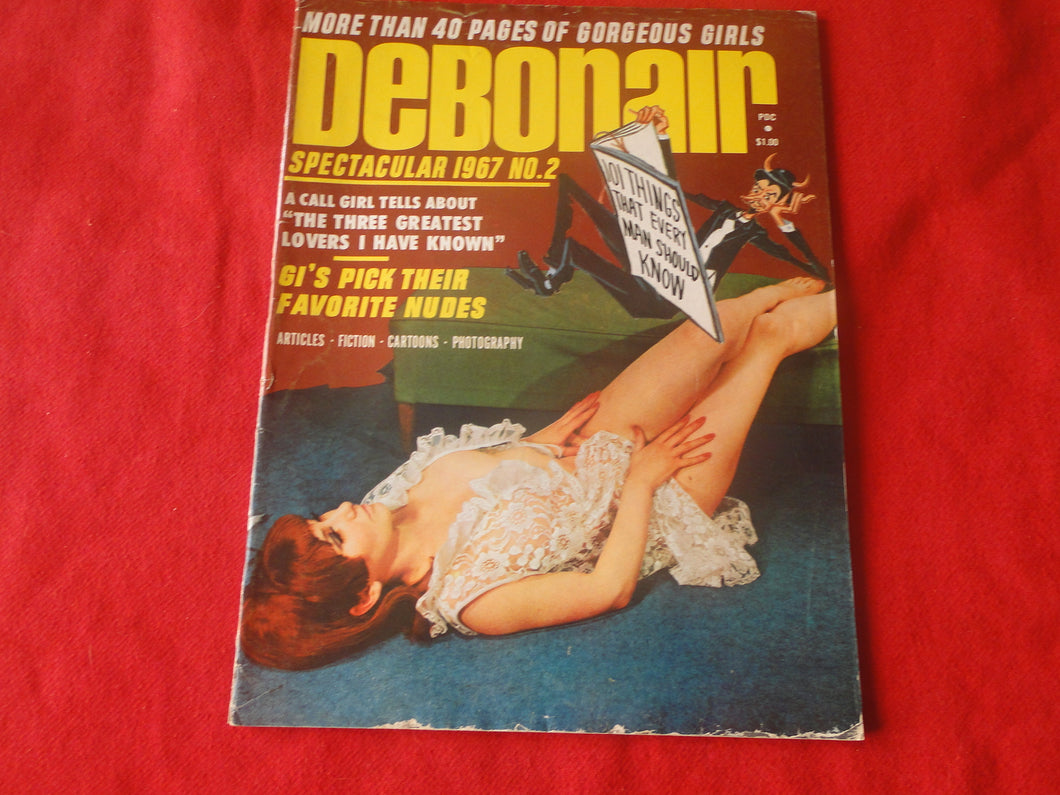 MORE THAN 40 PAGES OF GORGEOUS GIRLS
DeBonair
PDC
$1.00
SPECTACULAR 1967 NO.2
A CALL GIRL TELLS ABOUT
"THE THREE GREATEST
LOVERS I HAVE KNOWN"
GI'S PICK THEIR
FAVORITE NUDES
ARTICLES - FICTION - CARTOONS - PHOTOGRAPHY
101 THINGS
THAT EVERY
MAN SHOULD
KNOW